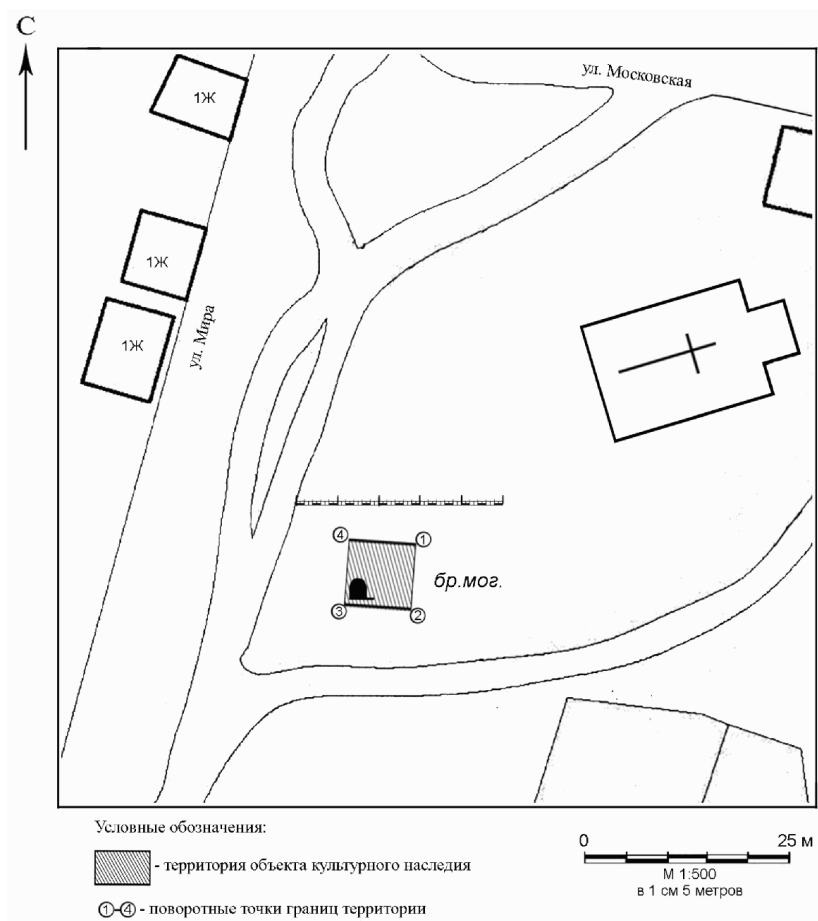 С
ул. Московская
1Ж
1Ж
1Ж
ул. Мира
4
1
бр.мог.
3
2
Условные обозначения:
- территория объекта культурного наследия
1-4 - поворотные точки границ территории
0 25 м
М 1:500
в 1 см 5 метров